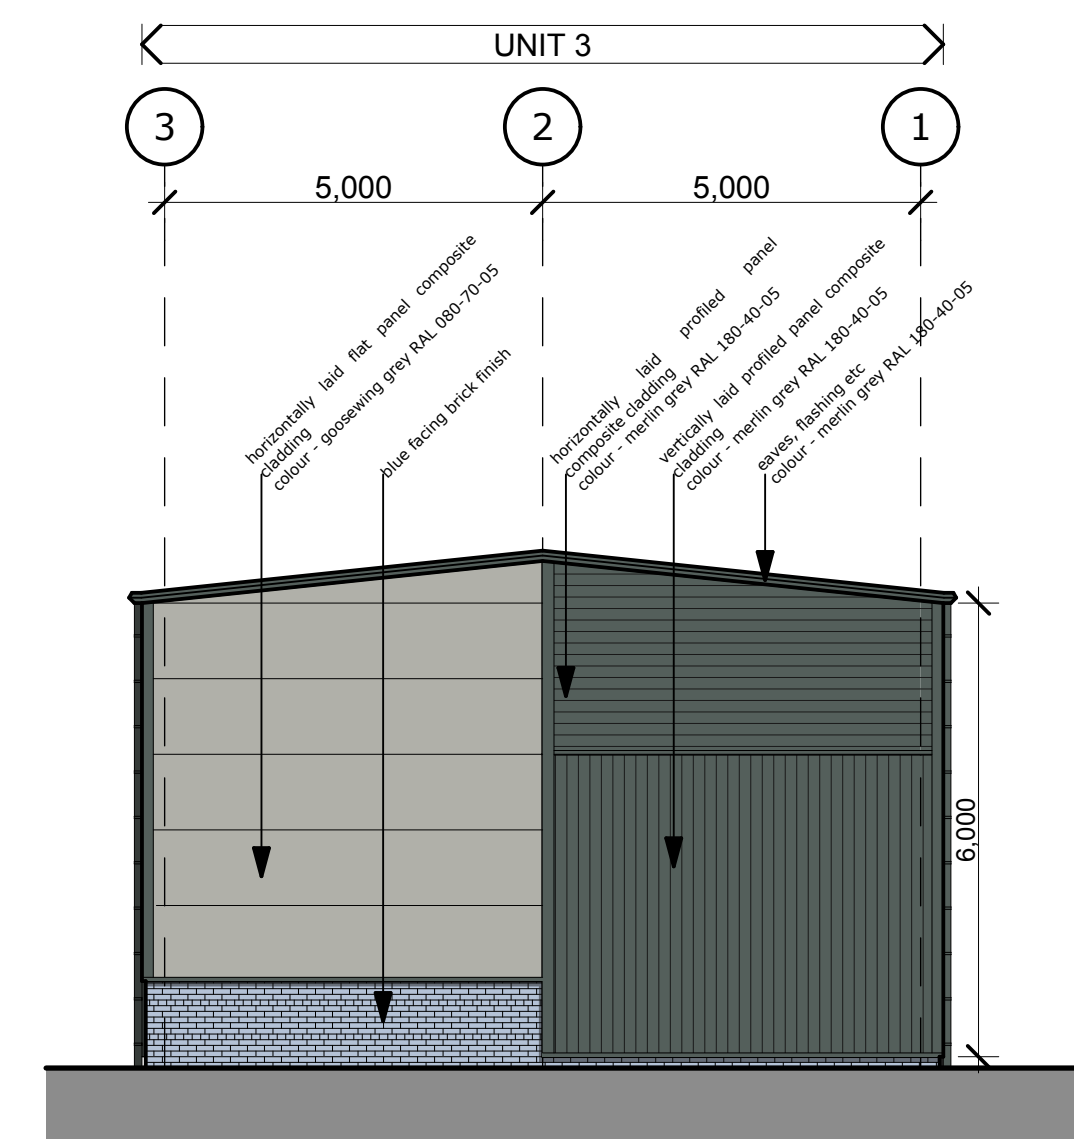 UNIT 3
3
2
1
5,000
5,000
horizontally laid flat panel composite
cladding
colour - goosewing grey RAL 080-70-05
blue facing brick finish
horizontally laid profiled panel
composite cladding
colour - merlin grey RAL 180-40-05
vertically laid profiled panel composite
cladding
colour - merlin grey RAL 180-40-05
eaves, flashing etc
colour - merlin grey RAL 180-40-05
6,000